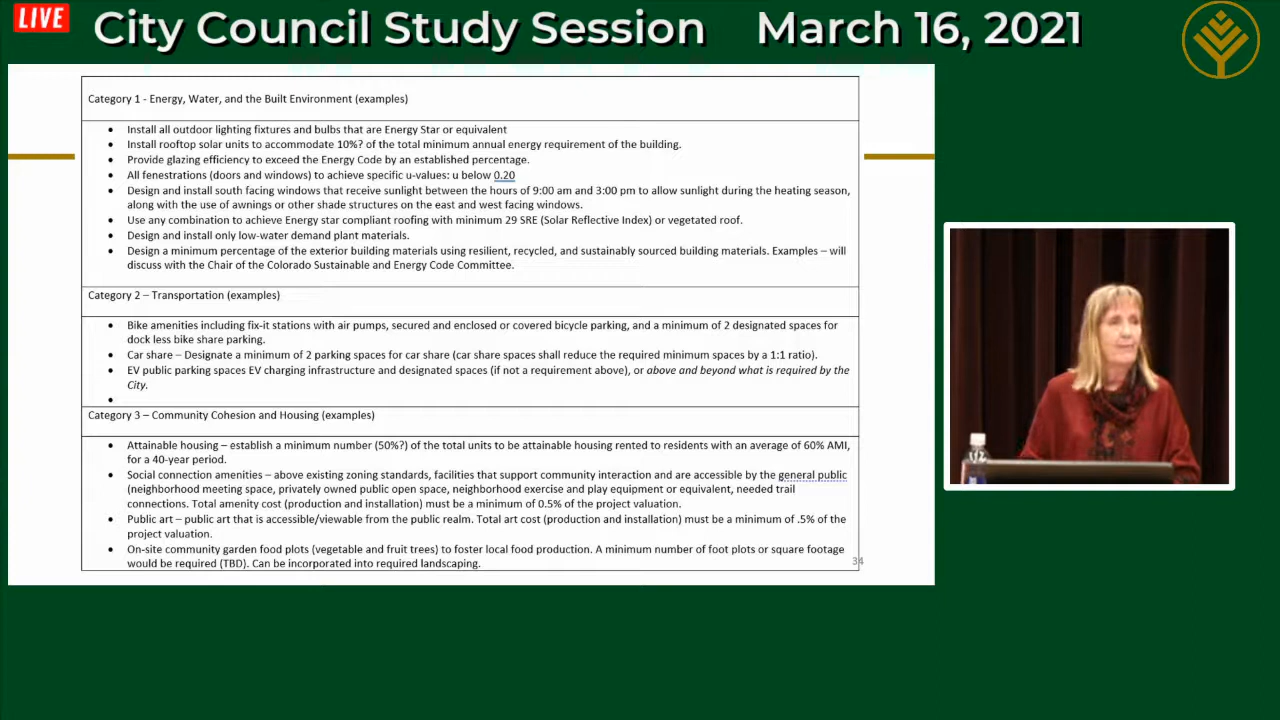 LIVE
City Council Study Session March 16, 2021
Category 1 - Energy, Water, and the Built Environment (examples)
• Install all outdoor lighting fixtures and bulbs that are Energy Star or equivalent
• Install rooftop solar units to accommodate 10%? of the total minimum annual energy requirement of the building.
• Provide glazing efficiency to exceed the Energy Code by an established percentage.
• All fenestrations (doors and windows) to achieve specific u-values: u below 0.20
• Design and install south facing windows that receive sunlight between the hours of 9:00 am and 3:00 pm to allow sunlight during the heating season,
along with the use of awnings or other shade structures on the east and west facing windows.
• Use any combination to achieve Energy star compliant roofing with minimum 29 SRE (Solar Reflective Index) or vegetated roof.
• Design and install only low-water demand plant materials.
• Design a minimum percentage of the exterior building materials using resilient, recycled, and sustainably sourced building materials. Examples – will
discuss with the Chair of the Colorado Sustainable and Energy Code Committee.
Category 2 – Transportation (examples)
• Bike amenities including fix-it stations with air pumps, secured and enclosed or covered bicycle parking, and a minimum of 2 designated spaces for
dock less bike share parking.
• Car share – Designate a minimum of 2 parking spaces for car share (car share spaces shall reduce the required minimum spaces by a 1:1 ratio).
• EV public parking spaces EV charging infrastructure and designated spaces (if not a requirement above), or above and beyond what is required by the
City.
•
Category 3 – Community Cohesion and Housing (examples)
• Attainable housing – establish a minimum number (50%?) of the total units to be attainable housing rented to residents with an average of 60% AMI,
for a 40-year period.
• Social connection amenities – above existing zoning standards, facilities that support community interaction and are accessible by the general public
(neighborhood meeting space, privately owned public open space, neighborhood exercise and play equipment or equivalent, needed trail
connections. Total amenity cost (production and installation) must be a minimum of 0.5% of the project valuation.
• Public art – public art that is accessible/viewable from the public realm. Total art cost (production and installation) must be a minimum of .5% of the
project valuation.
• On-site community garden food plots (vegetable and fruit trees) to foster local food production. A minimum number of foot plots or square footage
would be required (TBD). Can be incorporated into required landscaping.
34